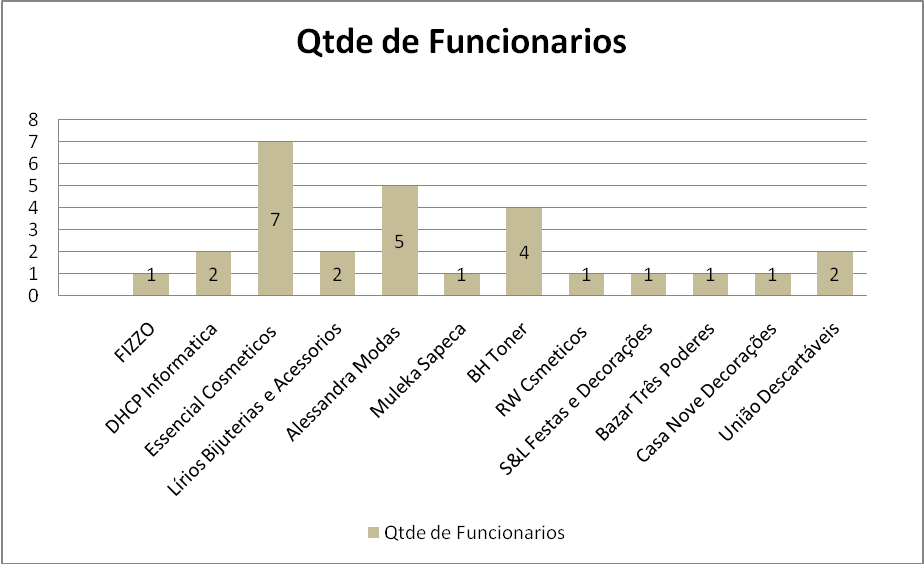 Qtde de Funcionarios
8
7
6
5
4
3
2
1
0
1
2
7
2
5
1
4
1
1
1
1
2
FIZZO
DHCP Informatica
Essencial Cosmeticos
Lírios Bijuterias e Acessorios
Alessandra Modas
Muleka Sapeca
BH Toner
RW Csmeticos
S&L Festas e Decorações
Bazar Três Poderes
Casa Nove Decorações
União Descartáveis
Qtde de Funcionarios